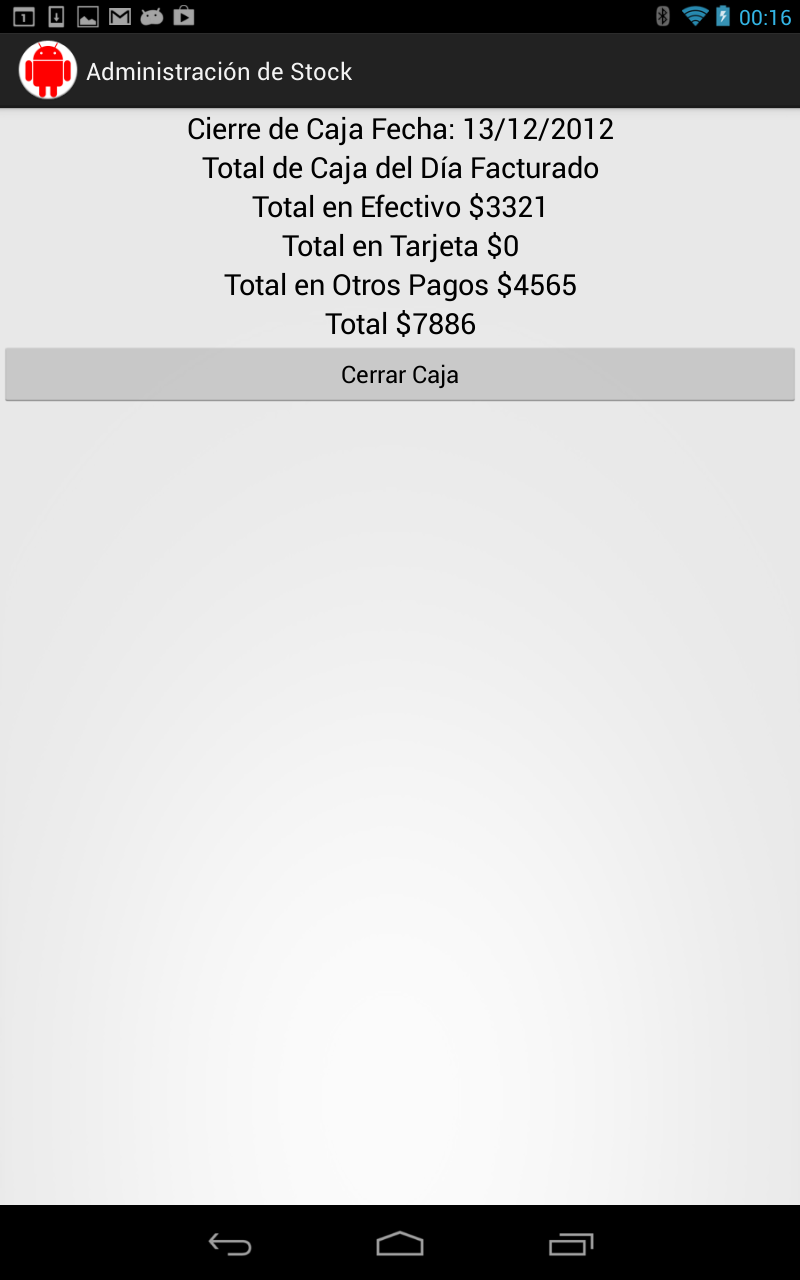 00:16
Administración de Stock
Cierre de Caja Fecha: 13/12/2012
Total de Caja del Día Facturado
Total en Efectivo $3321
Total en Tarjeta $0
Total en Otros Pagos $4565
Total $7886
Cerrar Caja